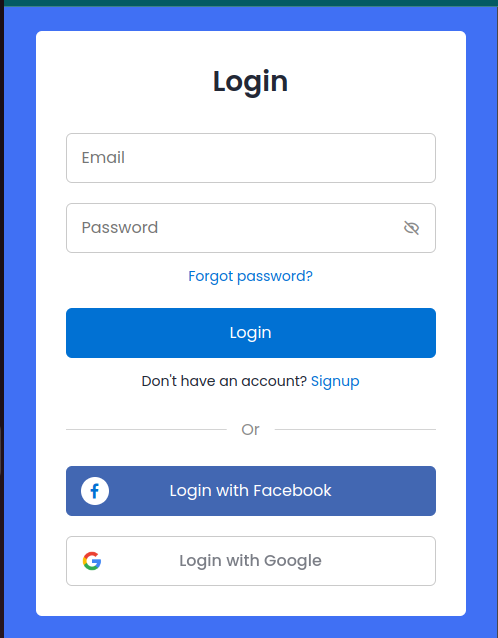 Login
Email
Password
Forgot password?
Login
Don't have an account? Signup
Or
Login with Facebook
Login with Google